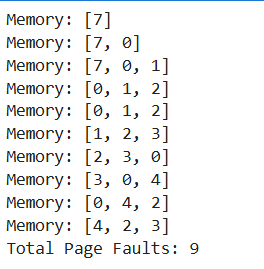 Memory: [7]
Memory: [7, 0]
Memory: [7, 0, 1]
Memory: [0, 1, 2]
Memory: [0, 1, 2]
Memory: [1, 2, 3]
Memory: [2, 3, 0]
Memory: [3, 0, 4]
Memory: [0, 4, 2]
Memory: [4, 2, 3]
Total Page Faults: 9